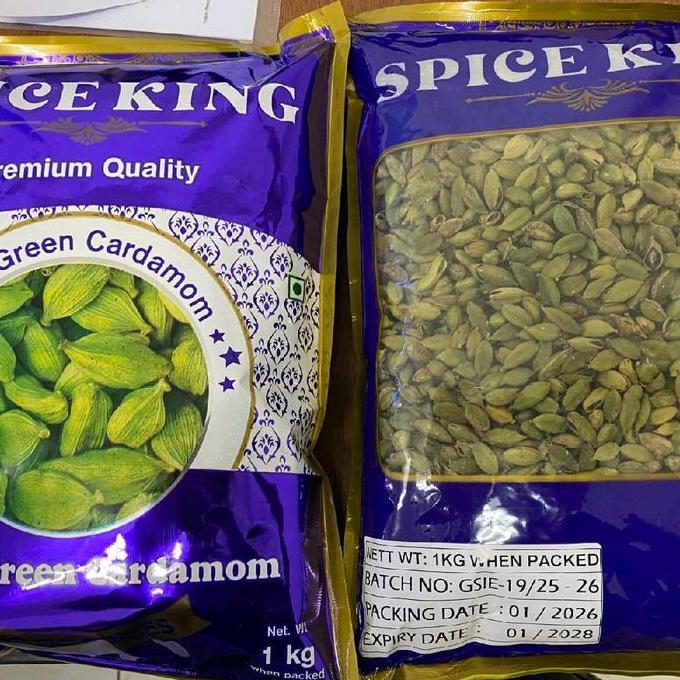 ICE KING
remium Quality
Green Cardamom
reen Cardamom
Net. Wt
1 kg
when packed
SPICE KI
NETT WT: 1KG WHEN PACKED
BATCH NO: GSIE-19/25 26
PACKING DATE : 01 / 2026
EXPIRY DATE : 01 / 2028